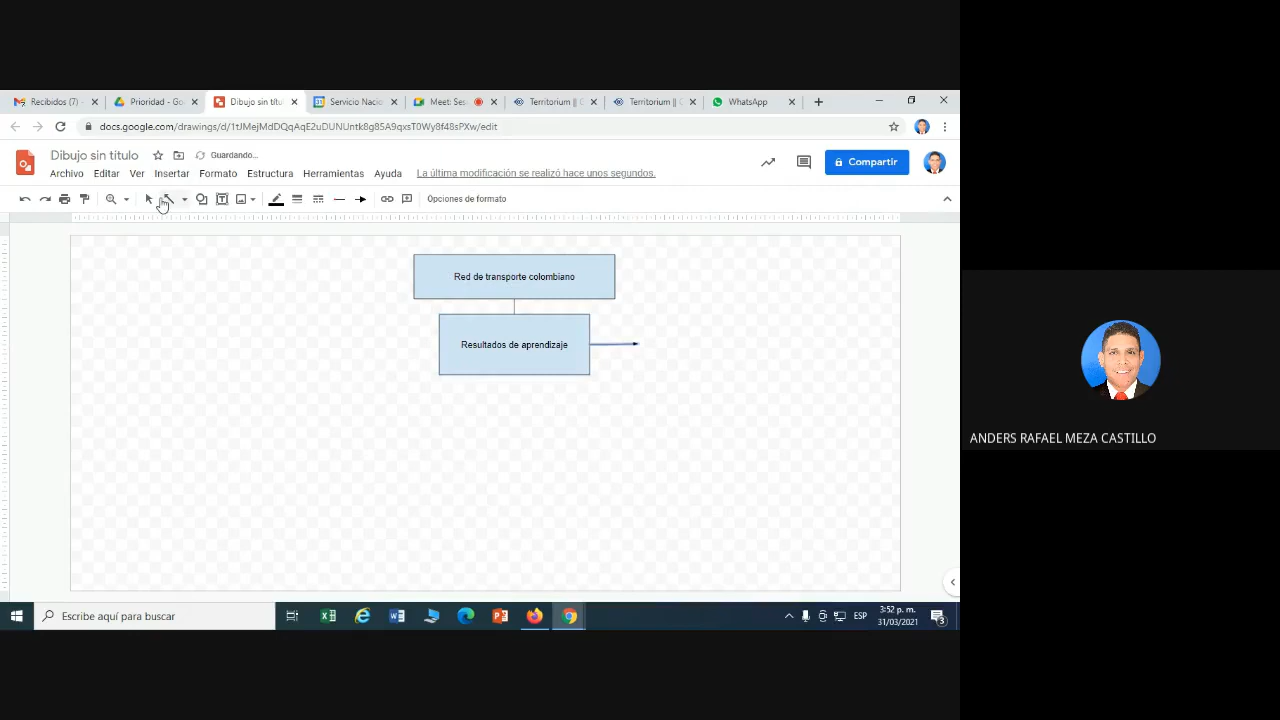 Recibidos (7)
Prioridad - Go
Dibujo sin títul
Servicio Nacio
Meet: Ses
Territorium ||
Territorium ||
WhatsApp
docs.google.com/drawings/d/1tJMejMdDQqAqE2uDUNUntk8g85A9qxsT0Wy8f48sPXw/edit
Dibujo sin título
Guardando...
Archivo Editar Ver Insertar Formato Estructura Herramientas Ayuda
La última modificación se realizó hace unos segundos.
Compartir
Opciones de formato
Red de transporte colombiano
Resultados de aprendizaje
ANDERS RAFAEL MEZA CASTILLO
Escribe aquí para buscar
ESP
3:52 p. m.
31/03/2021
3